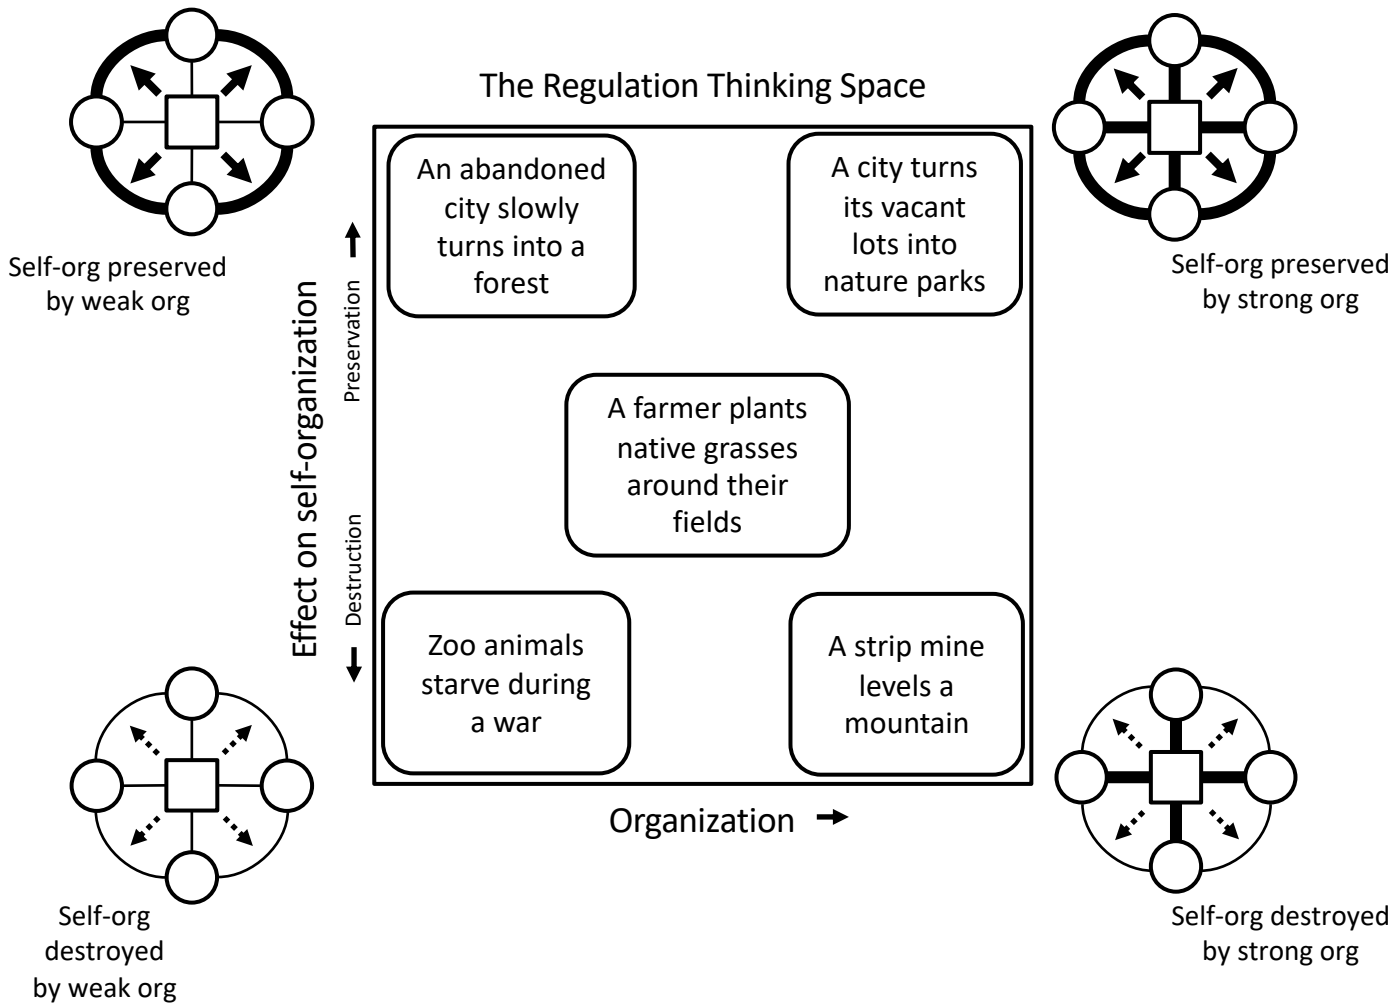 The Regulation Thinking Space
Self-org preserved
by weak org
Self-org preserved
by strong org
An abandoned
city slowly
turns into a
forest
A city turns
its vacant
lots into
nature parks
A farmer plants
native grasses
around their
fields
Zoo animals
starve during
a war
A strip mine
levels a
mountain
Effect on self-organization
Preservation
Destruction
Organization
Self-org
destroyed
by weak org
Self-org destroyed
by strong org